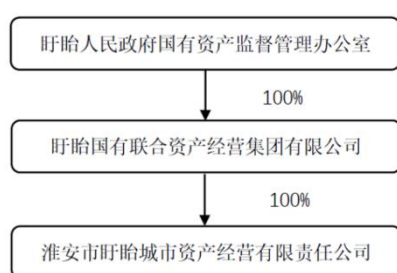 盱眙人民政府国有资产监督管理办公室
100%
盱眙国有联合资产经营集团有限公司
100%
淮安市盱眙城市资产经营有限责任公司